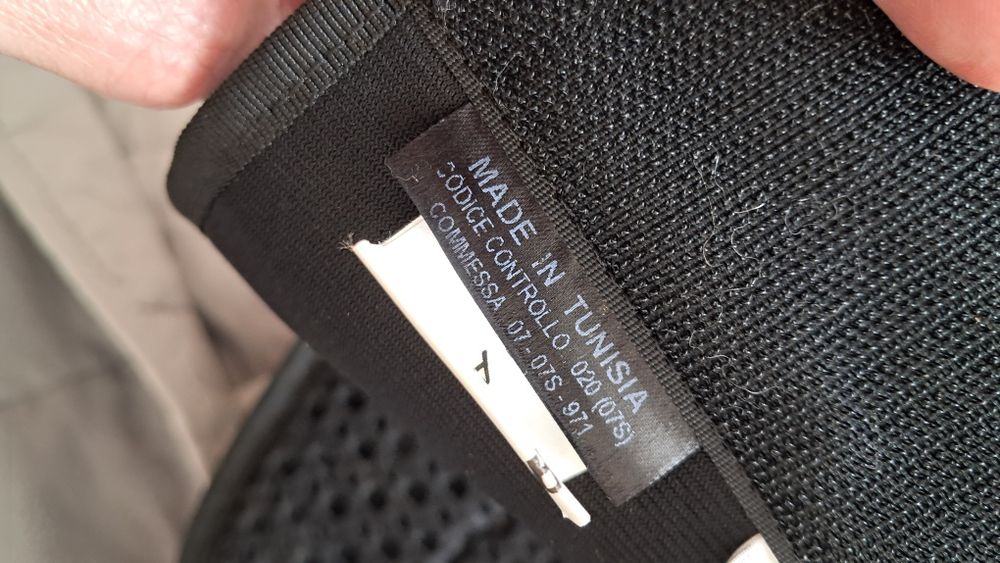 MADE IN TUNISIA
CODICE CONTROLLO 020 (07S)
COMMESSA 07-07S-971